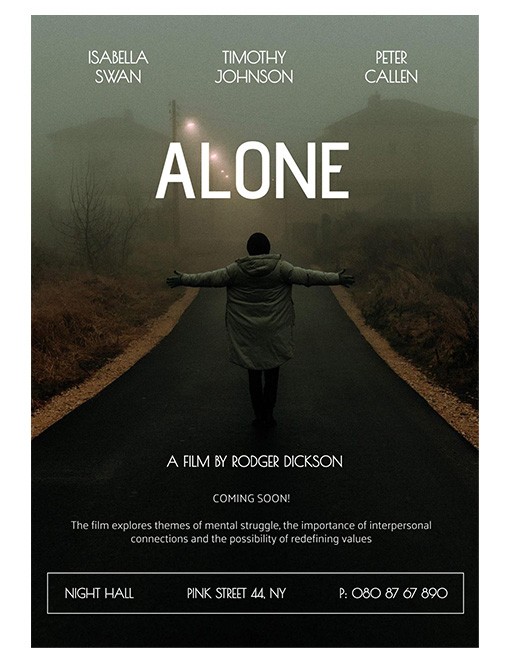 ISABELLA TIMOTHY PETER
SWAN JOHNSON CALLEN
ALONE
A FILM BY RODGER DICKSON
COMING SOON!
The film explores themes of mental struggle, the importance of interpersonal
connections and the possibility of redefining values
NIGHT HALL PINK STREET 44, NY P: 080 87 67 890